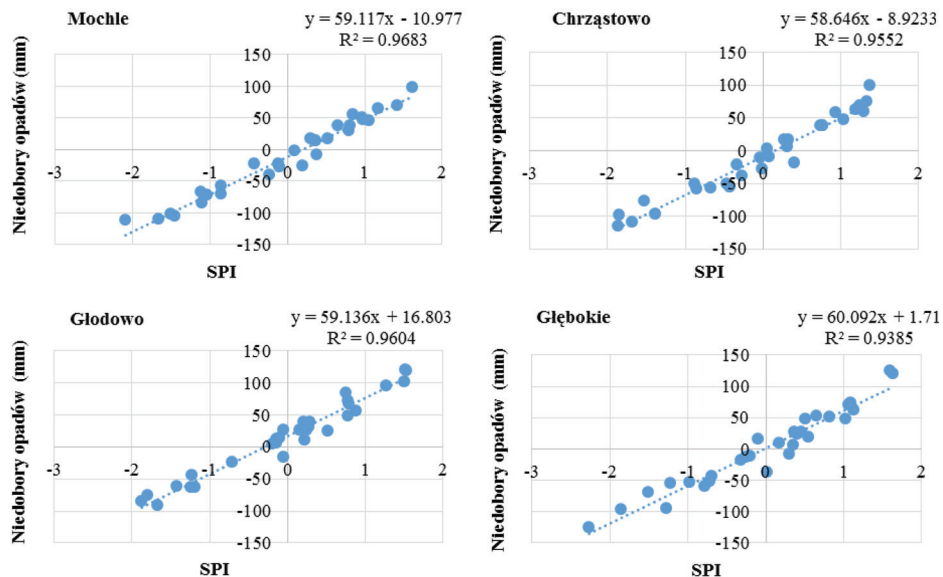 Mochle
y = 59.117x - 10.977
R² = 0.9683
Niedobory opadów (mm)
150
100
50
0
-50
-100
-150
-3 -2 -1 0 1 2
SPI
Chrząstowo
y = 58.646x - 8.9233
R² = 0.9552
Niedobory opadów (mm)
150
100
50
0
-50
-100
-150
-3 -2 -1 0 1 2
SPI
Głodowo
y = 59.136x + 16.803
R² = 0.9604
Niedobory opadów (mm)
150
100
50
0
-50
-100
-150
-3 -2 -1 0 1 2
SPI
Głębokie
y = 60.092x + 1.71
R² = 0.9385
Niedobory opadów (mm)
150
100
50
0
-50
-100
-150
-3 -2 -1 0 1 2
SPI